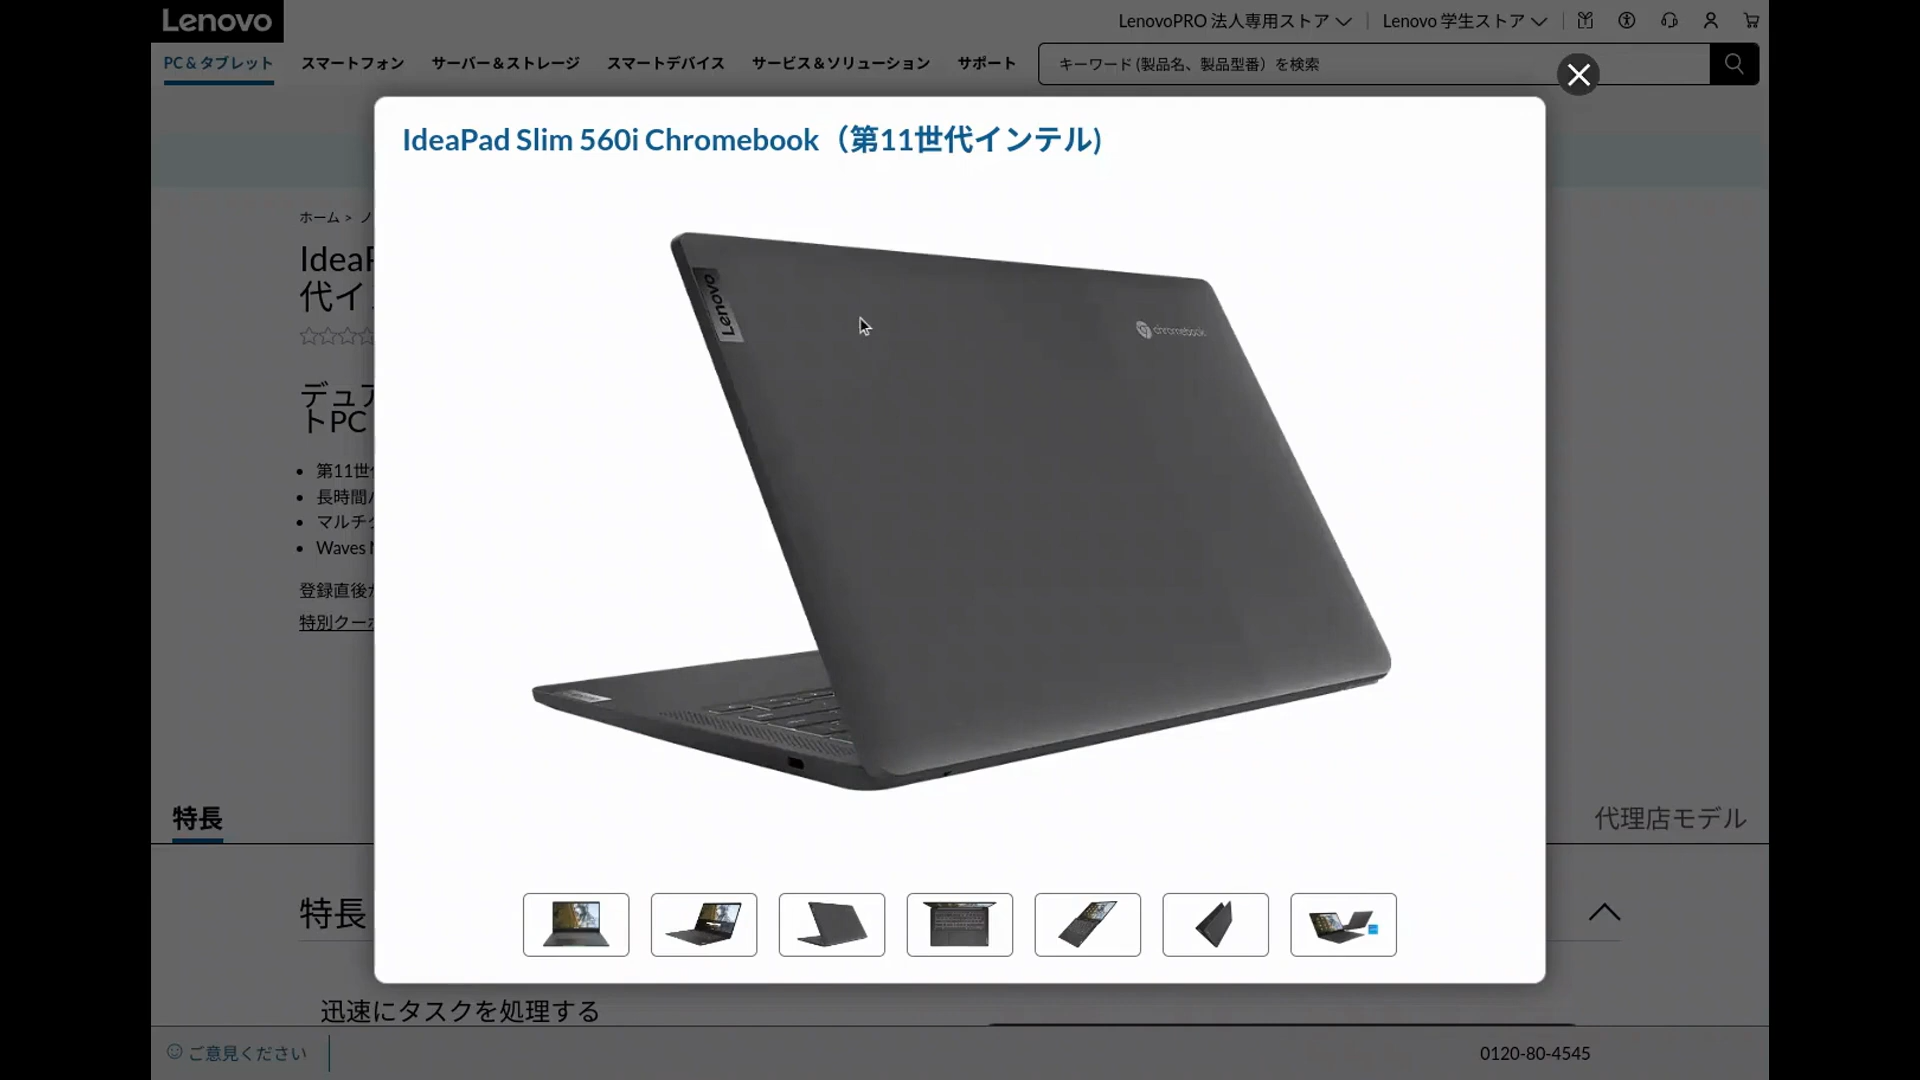 Lenovo
LenovoPRO 法人専用ストア
Lenovo 学生ストア
PC & タブレット
スマートフォン
サーバー＆ストレージ
スマートデバイス
サービス＆ソリューション
サポート
キーワード (製品名、製品型番）を検索
IdeaPad Slim 560i Chromebook（第11世代インテル)
Lenovo
chromebook
ホーム >
代イ
デュア
トPC
第11世
長時間
マルチ
Waves
登録直後
特別クー
特長
代理店モデル
特長
迅速にタスクを処理する
ご意見ください
0120-80-4545